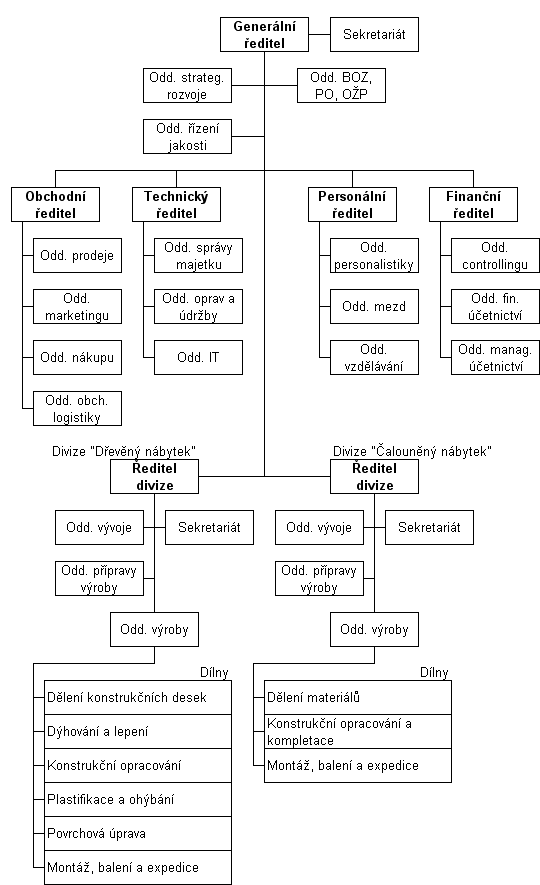 Generální
ředitel
Sekretariát
Odd. strateg.
rozvoje
Odd. BOZ,
PO, OŽP
Odd. řízení
jakosti
Obchodní
ředitel
Technický
ředitel
Personální
ředitel
Finanční
ředitel
Odd. prodeje
Odd.
marketingu
Odd. nákupu
Odd. obch.
logistiky
Odd. správy
majetku
Odd. oprav a
údržby
Odd. IT
Odd.
personalistiky
Odd. mezd
Odd.
vzdělávání
Odd.
controllingu
Odd. fin.
účetnictví
Odd. manag.
účetnictví
Divize "Dřevěný nábytek"
Ředitel
divize
Odd. vývoje
Sekretariát
Odd. přípravy
výroby
Odd. výroby
Dílny
Dělení konstrukčních desek
Dýhování a lepení
Konstrukční opracování
Plastifikace a ohýbání
Povrchová úprava
Montáž, balení a expedice
Divize "Čalouněný nábytek"
Ředitel
divize
Odd. vývoje
Sekretariát
Odd. přípravy
výroby
Odd. výroby
Dílny
Dělení materiálů
Konstrukční opracování a
kompletace
Montáž, balení a expedice